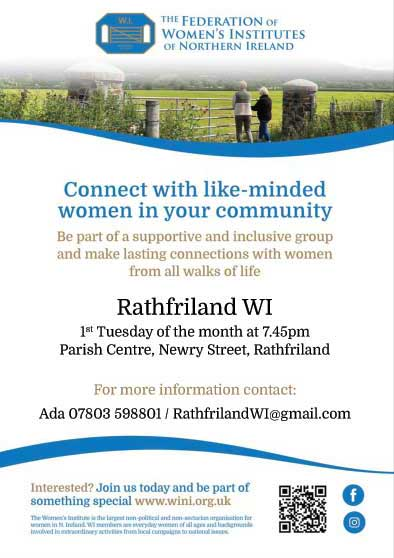 W.I.
THE FEDERATION OF
WOMEN'S INSTITUTES
OF NORTHERN IRELAND
Connect with like-minded
women in your community
Be part of a supportive and inclusive group
and make lasting connections with women
from all walks of life
Rathfriland WI
1st Tuesday of the month at 7.45pm
Parish Centre, Newry Street, Rathfriland
For more information contact:
Ada 07803 598801 / RathfrilandWI@gmail.com
Interested? Join us today and be part of
something special www.wini.org.uk
The Women's Institute is the largest non-political and non-sectarian organisation for
women in N. Ireland. WI members are everyday women of all ages and backgrounds
involved in extraordinary activities from local campaigns to national issues.